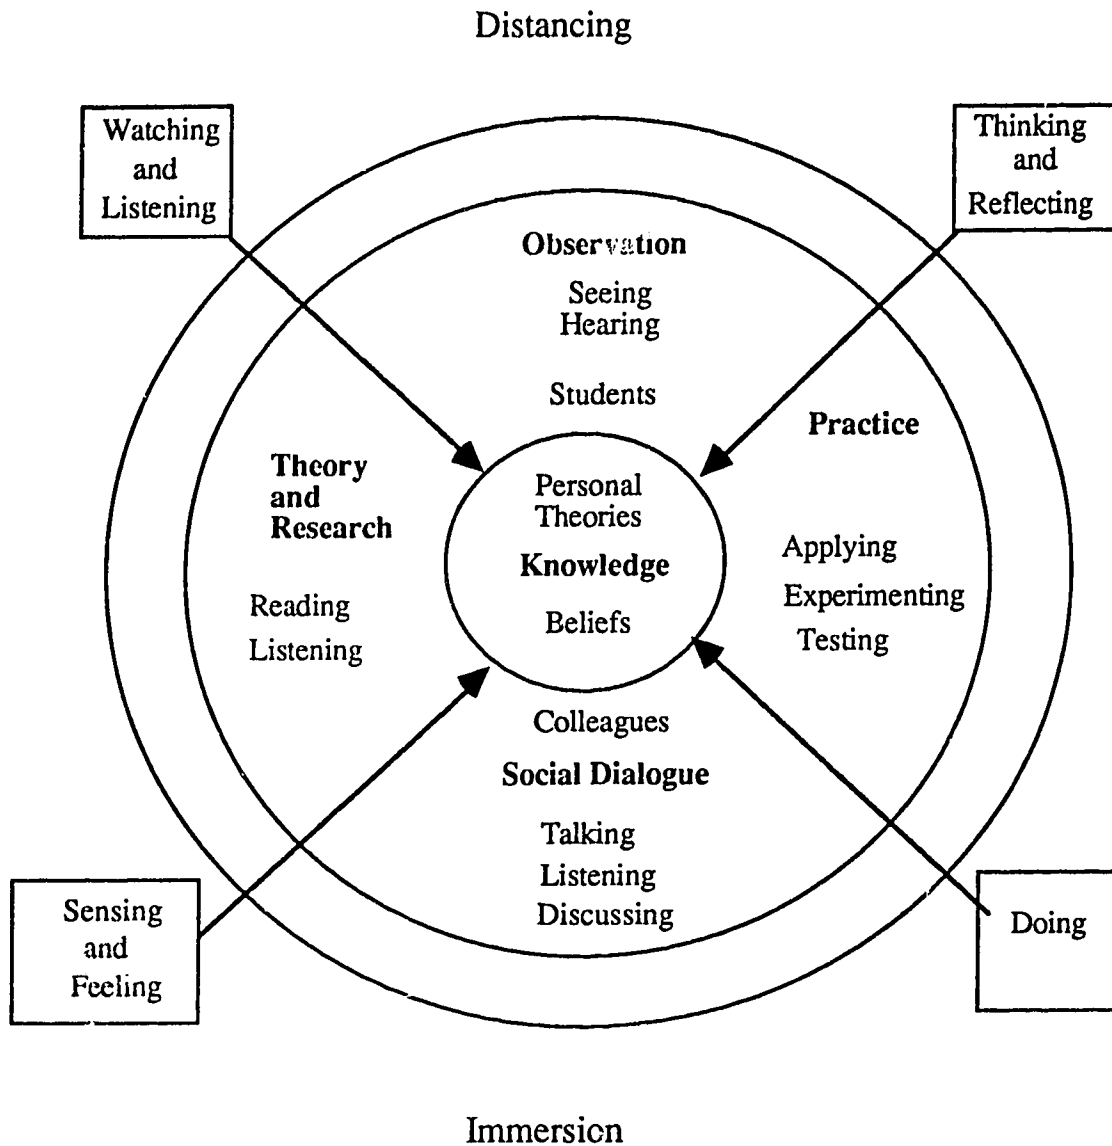 Distancing
Watching
and
Listening
Thinking
and
Reflecting
Observation
Seeing
Hearing
Students
Practice
Theory
and
Research
Personal
Theories
Knowledge
Beliefs
Applying
Experimenting
Testing
Reading
Listening
Colleagues
Social Dialogue
Talking
Listening
Discussing
Sensing
and
Feeling
Doing
Immersion